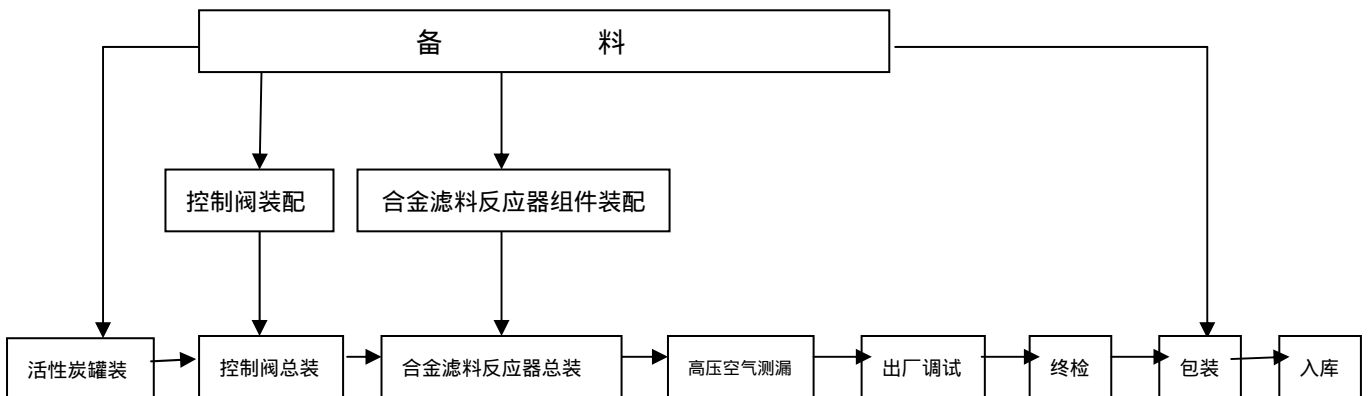 备 料
控制阀装配
合金滤料反应器组件装配
活性炭罐装
控制阀总装
合金滤料反应器总装
高压空气测漏
出厂调试
终检
包装
入库